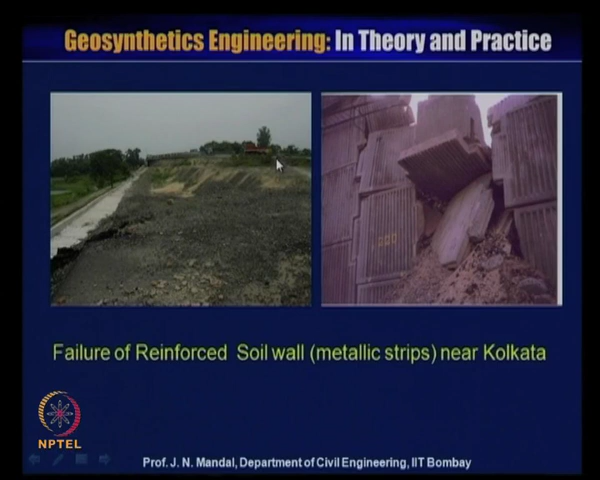 Geosynthetics Engineering: In Theory and Practice
Failure of Reinforced Soil wall (metallic strips) near Kolkata
NPTEL
Prof. J. N. Mandal, Department of Civil Engineering, IIT Bombay